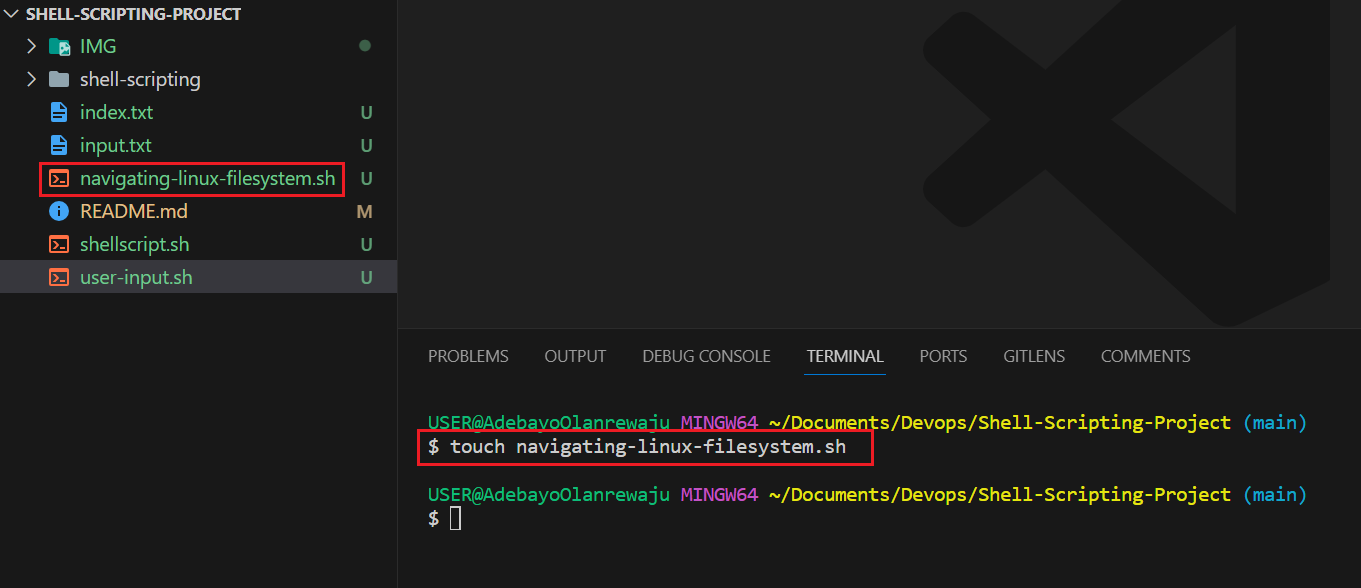 SHELL-SCRIPTING-PROJECT
IMG
shell-scripting
index.txt U
input.txt U
navigating-linux-filesystem.sh U
README.md M
shellscript.sh U
user-input.sh U
PROBLEMS OUTPUT DEBUG CONSOLE TERMINAL PORTS GITLENS COMMENTS
USER@AdebayoOlanrewaju MINGW64 ~/Documents/Devops/Shell-Scripting-Project (main)
$ touch navigating-linux-filesystem.sh
USER@AdebayoOlanrewaju MINGW64 ~/Documents/Devops/Shell-Scripting-Project (main)
$